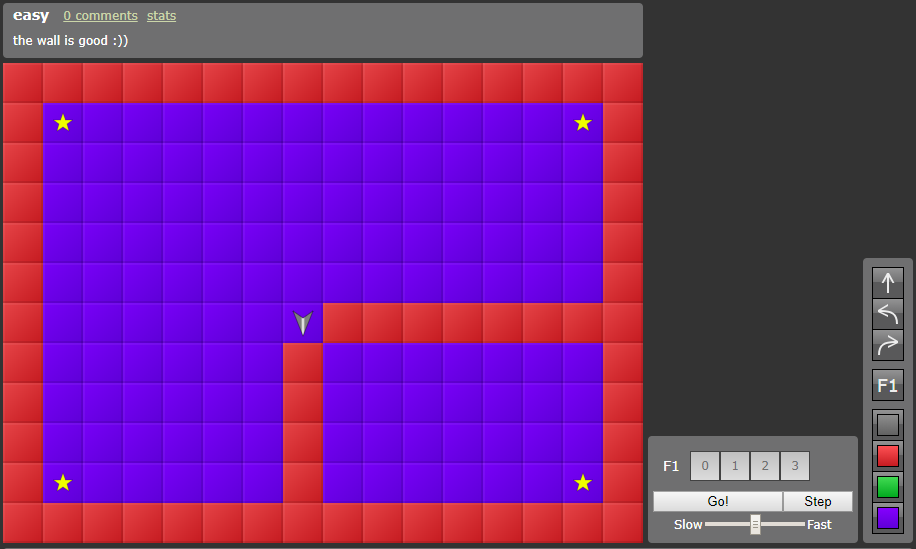 easy 0 comments stats
the wall is good :))
F1
F1 0 1 2 3
Go! Step
Slow Fast